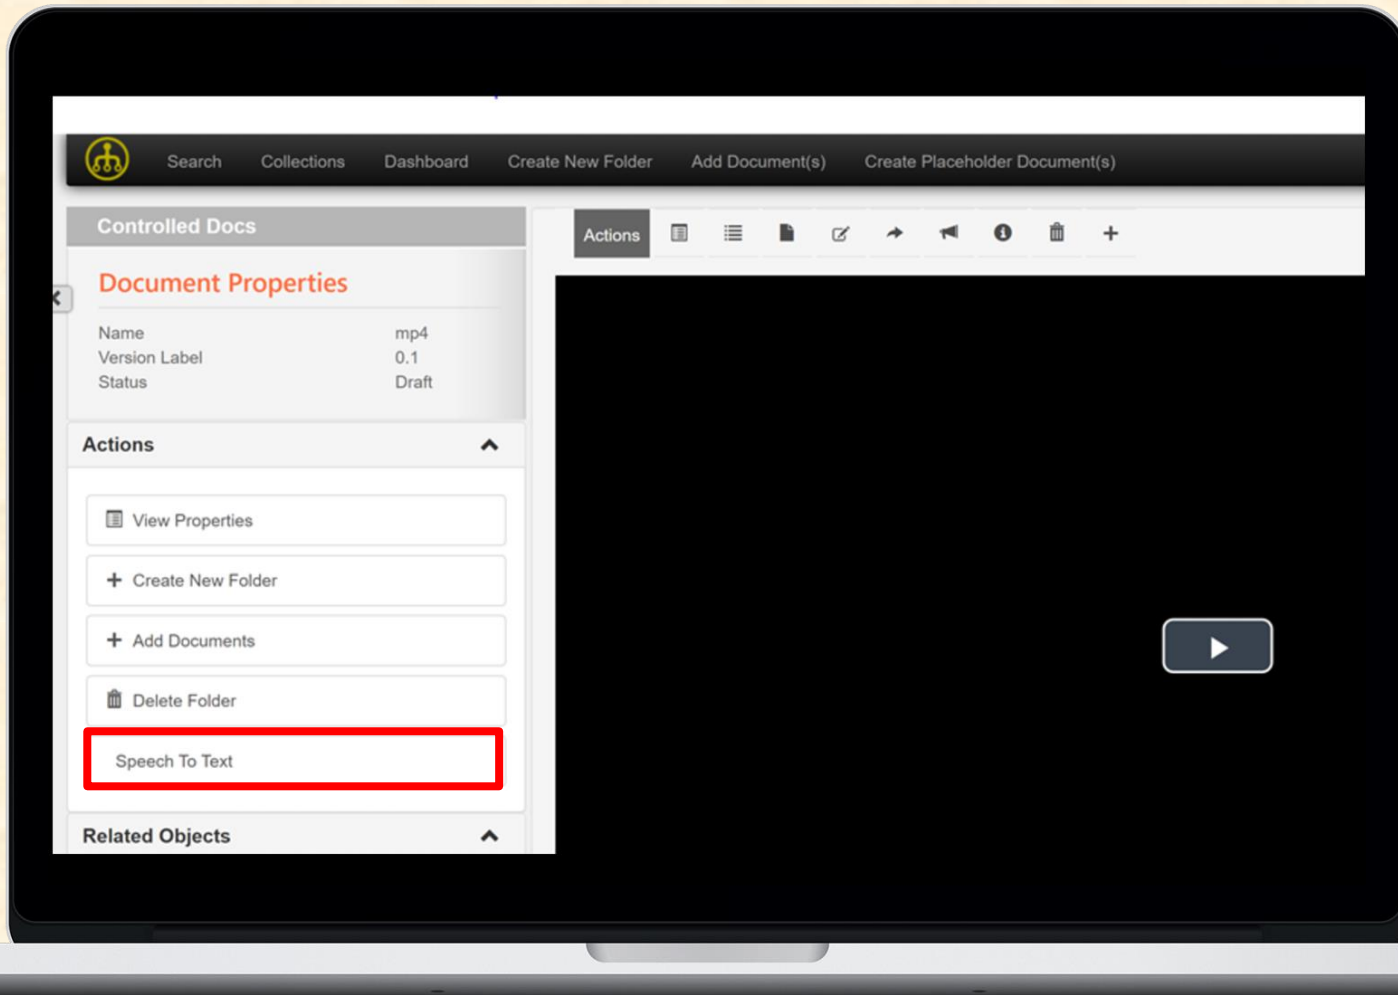 Search Collections Dashboard Create New Folder Add Document(s) Create Placeholder Document(s)
Controlled Docs
Document Properties
Name mp4
Version Label 0.1
Status Draft
Actions
View Properties
Create New Folder
Add Documents
Delete Folder
Speech To Text
Related Objects
Actions